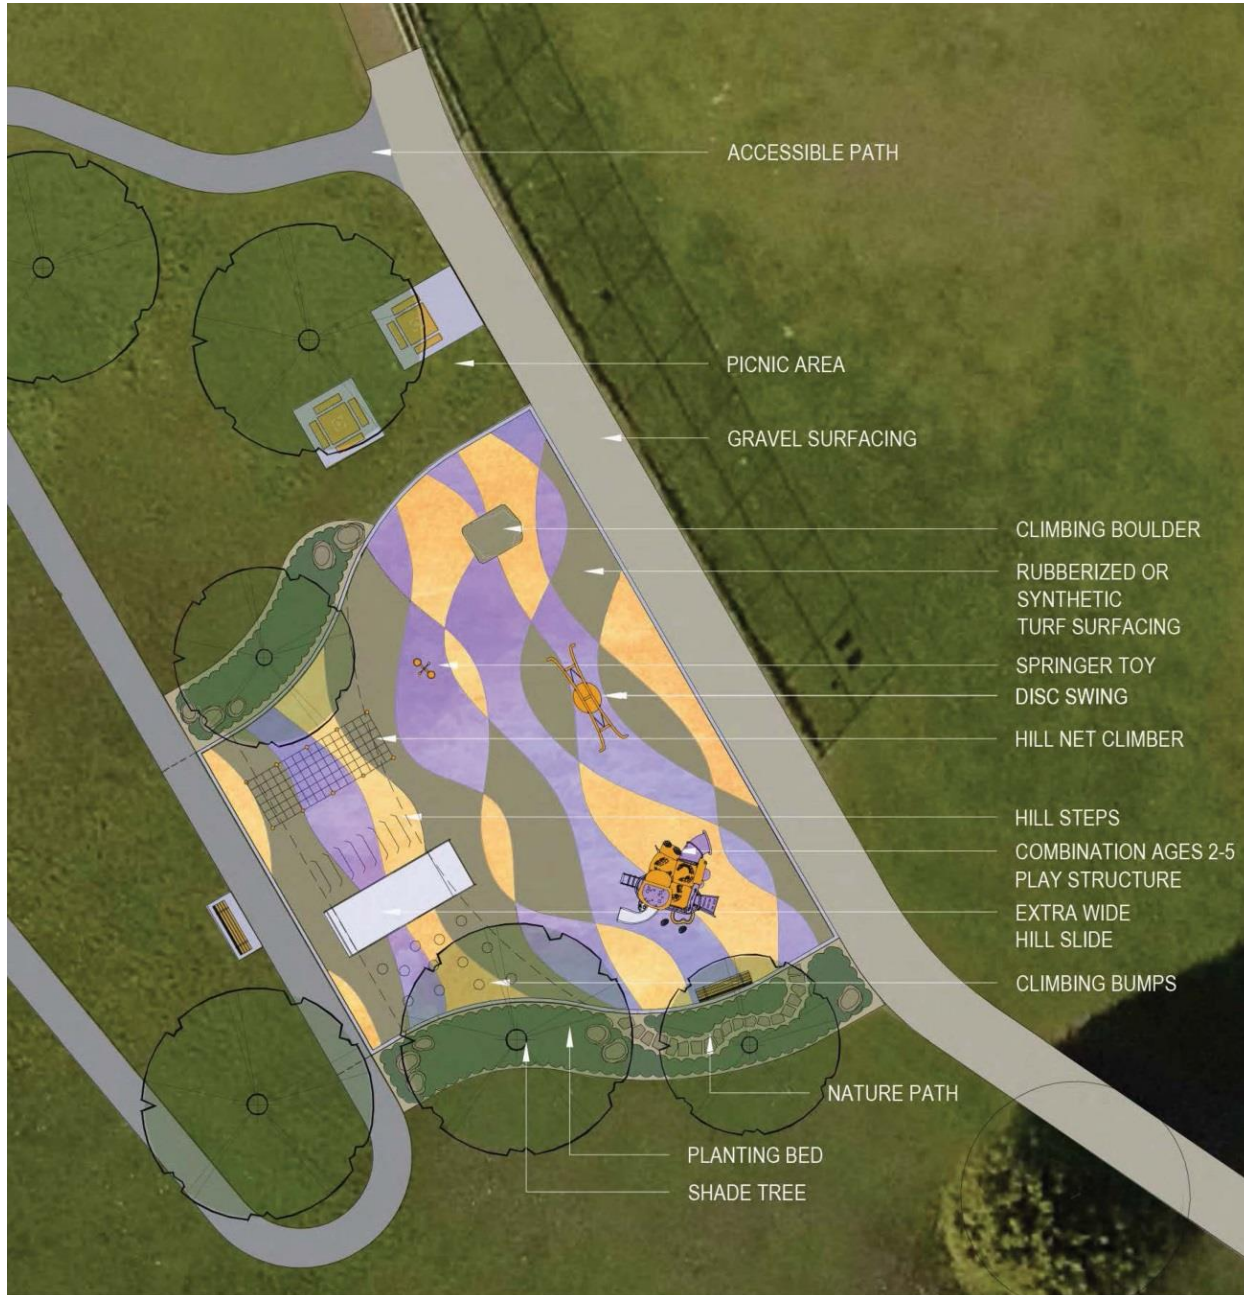 ACCESSIBLE PATH
PICNIC AREA
GRAVEL SURFACING
CLIMBING BOULDER
RUBBERIZED OR
SYNTHETIC
TURF SURFACING
SPRINGER TOY
DISC SWING
HILL NET CLIMBER
HILL STEPS
COMBINATION AGES 2-5
PLAY STRUCTURE
EXTRA WIDE
HILL SLIDE
CLIMBING BUMPS
NATURE PATH
PLANTING BED
SHADE TREE